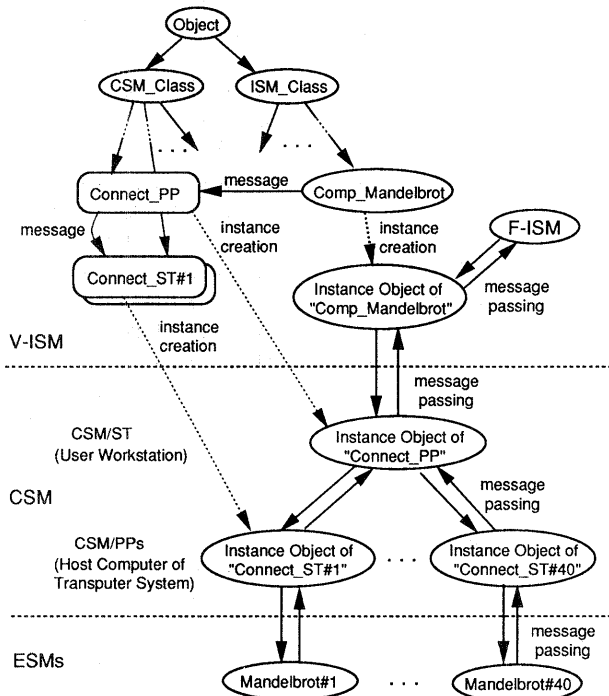 Object
CSM_Class
ISM_Class
. . . .
. . .
Connect_PP
message
Comp_Mandelbrot
message
instance
creation
instance
creation
F-ISM
Connect_ST#1
Instance Object of
"Comp_Mandelbrot"
message
passing
instance
creation
V-ISM
message
passing
CSM/ST
(User Workstation)
Instance Object of
"Connect_PP"
CSM
message
passing
CSM/PPs
(Host Computer of
Transputer System)
Instance Object of
"Connect_ST#1"
. . .
Instance Object of
"Connect_ST#40"
message
passing
ESMs
Mandelbrot#1
. . .
Mandelbrot#40